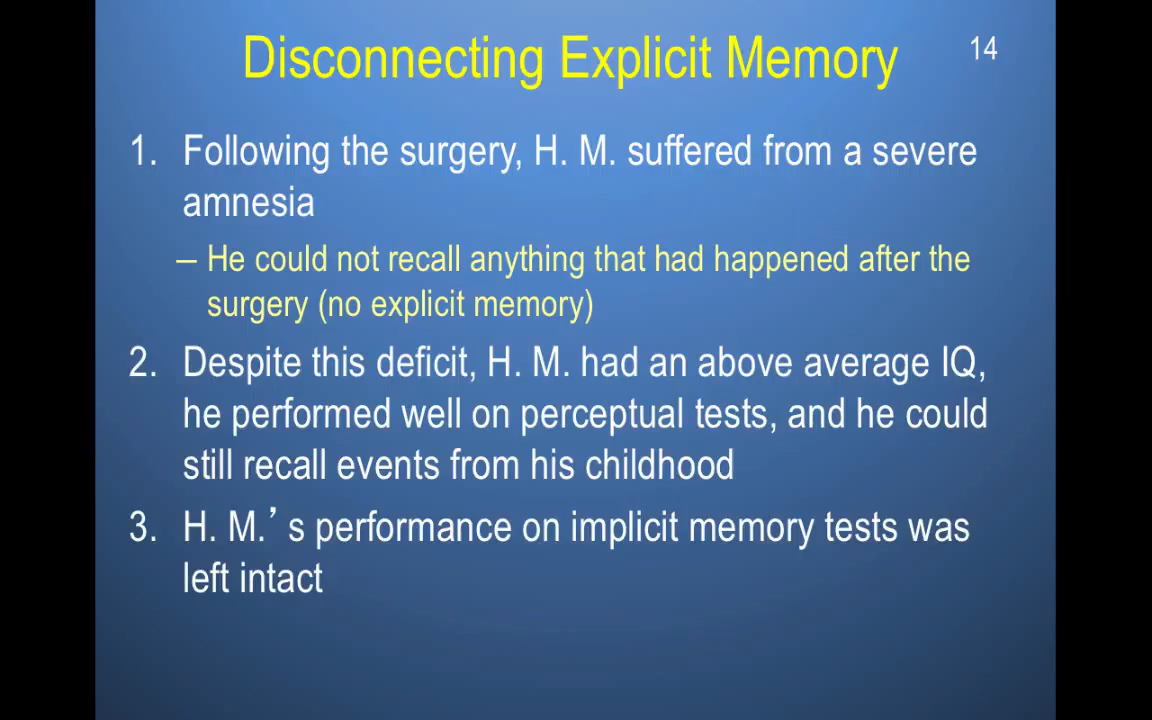 Disconnecting Explicit Memory
14
1. Following the surgery, H. M. suffered from a severe
amnesia
– He could not recall anything that had happened after the
surgery (no explicit memory)
2. Despite this deficit, H. M. had an above average IQ,
he performed well on perceptual tests, and he could
still recall events from his childhood
3. H. M.’ s performance on implicit memory tests was
left intact